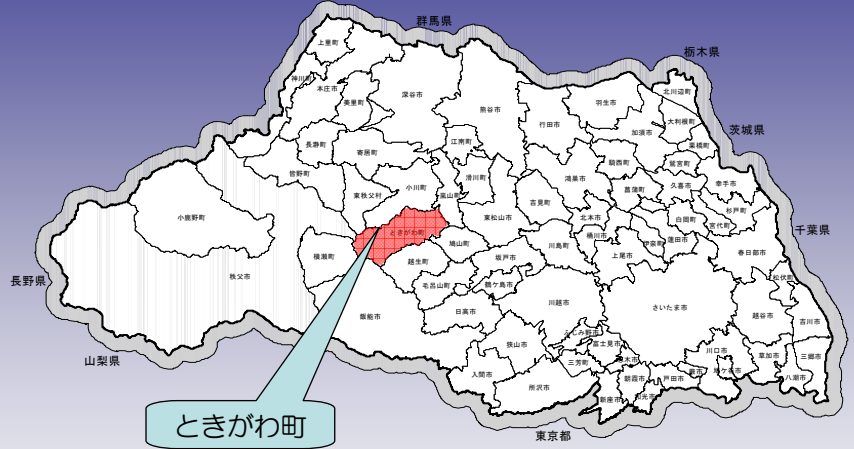 群馬県
栃木県
茨城県
千葉県
東京都
山梨県
長野県
上里町
神川町
本庄市
美里町
深谷市
熊谷市
行田市
羽生市
加須市
北川辺町
大利根町
栗橋町
長瀞町
寄居町
江南町
皆野町
東秩父村
小川町
嵐山町
滑川町
騎西町
鷲宮町
鴻巣市
菖蒲町
久喜市
幸手市
小鹿野町
ときがわ町
東松山市
吉見町
北本市
桶川市
白岡町
宮代町
杉戸町
横瀬町
鳩山町
川島町
伊奈町
蓮田市
上尾市
春日部市
秩父市
越生町
坂戸市
毛呂山町
鶴ヶ島市
松伏町
飯能市
日高市
川越市
さいたま市
越谷市
吉川市
ふじみ野市
狭山市
富士見市
三芳町
川口市
草加市
三郷市
入間市
所沢市
朝霞市
戸田市
八潮市
新座市
和光市
ときがわ町